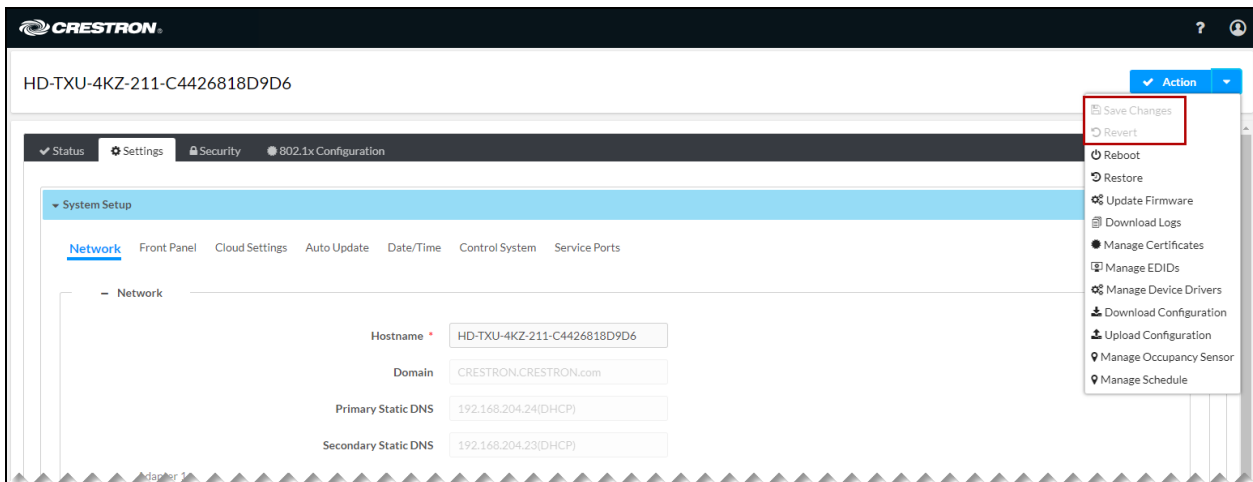 CRESTRON®
?
HD-TXU-4KZ-211-C4426818D9D6
Action
Save Changes
Revert
Reboot
Restore
Update Firmware
Download Logs
Manage Certificates
Manage EDIDs
Manage Device Drivers
Download Configuration
Upload Configuration
Manage Occupancy Sensor
Manage Schedule
Status Settings Security 802.1x Configuration
System Setup
Network Front Panel Cloud Settings Auto Update Date/Time Control System Service Ports
− Network
Hostname * HD-TXU-4KZ-211-C4426818D9D6
Domain CRESTRON.CRESTRON.com
Primary Static DNS 192.168.204.24(DHCP)
Secondary Static DNS 192.168.204.23(DHCP)
Adapter 1